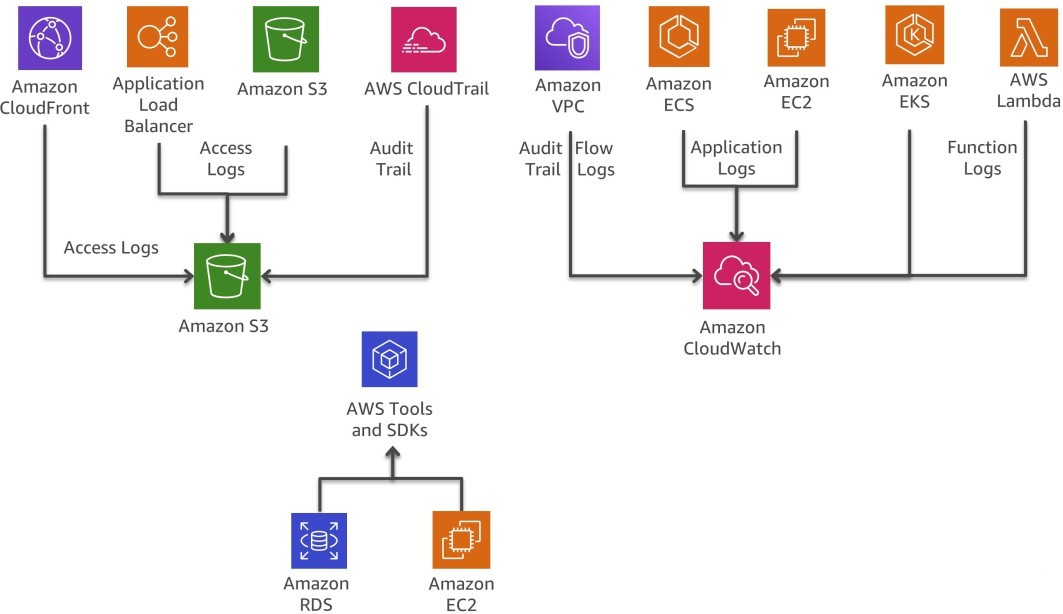 Amazon
CloudFront
Application
Load
Balancer
Amazon S3
AWS CloudTrail
Amazon
VPC
Amazon
ECS
Amazon
EC2
Amazon
EKS
AWS
Lambda
Access
Logs
Audit
Trail
Audit
Trail
Flow
Logs
Application
Logs
Function
Logs
Access Logs
Amazon S3
Amazon
CloudWatch
AWS Tools
and SDKs
Amazon
RDS
Amazon
EC2